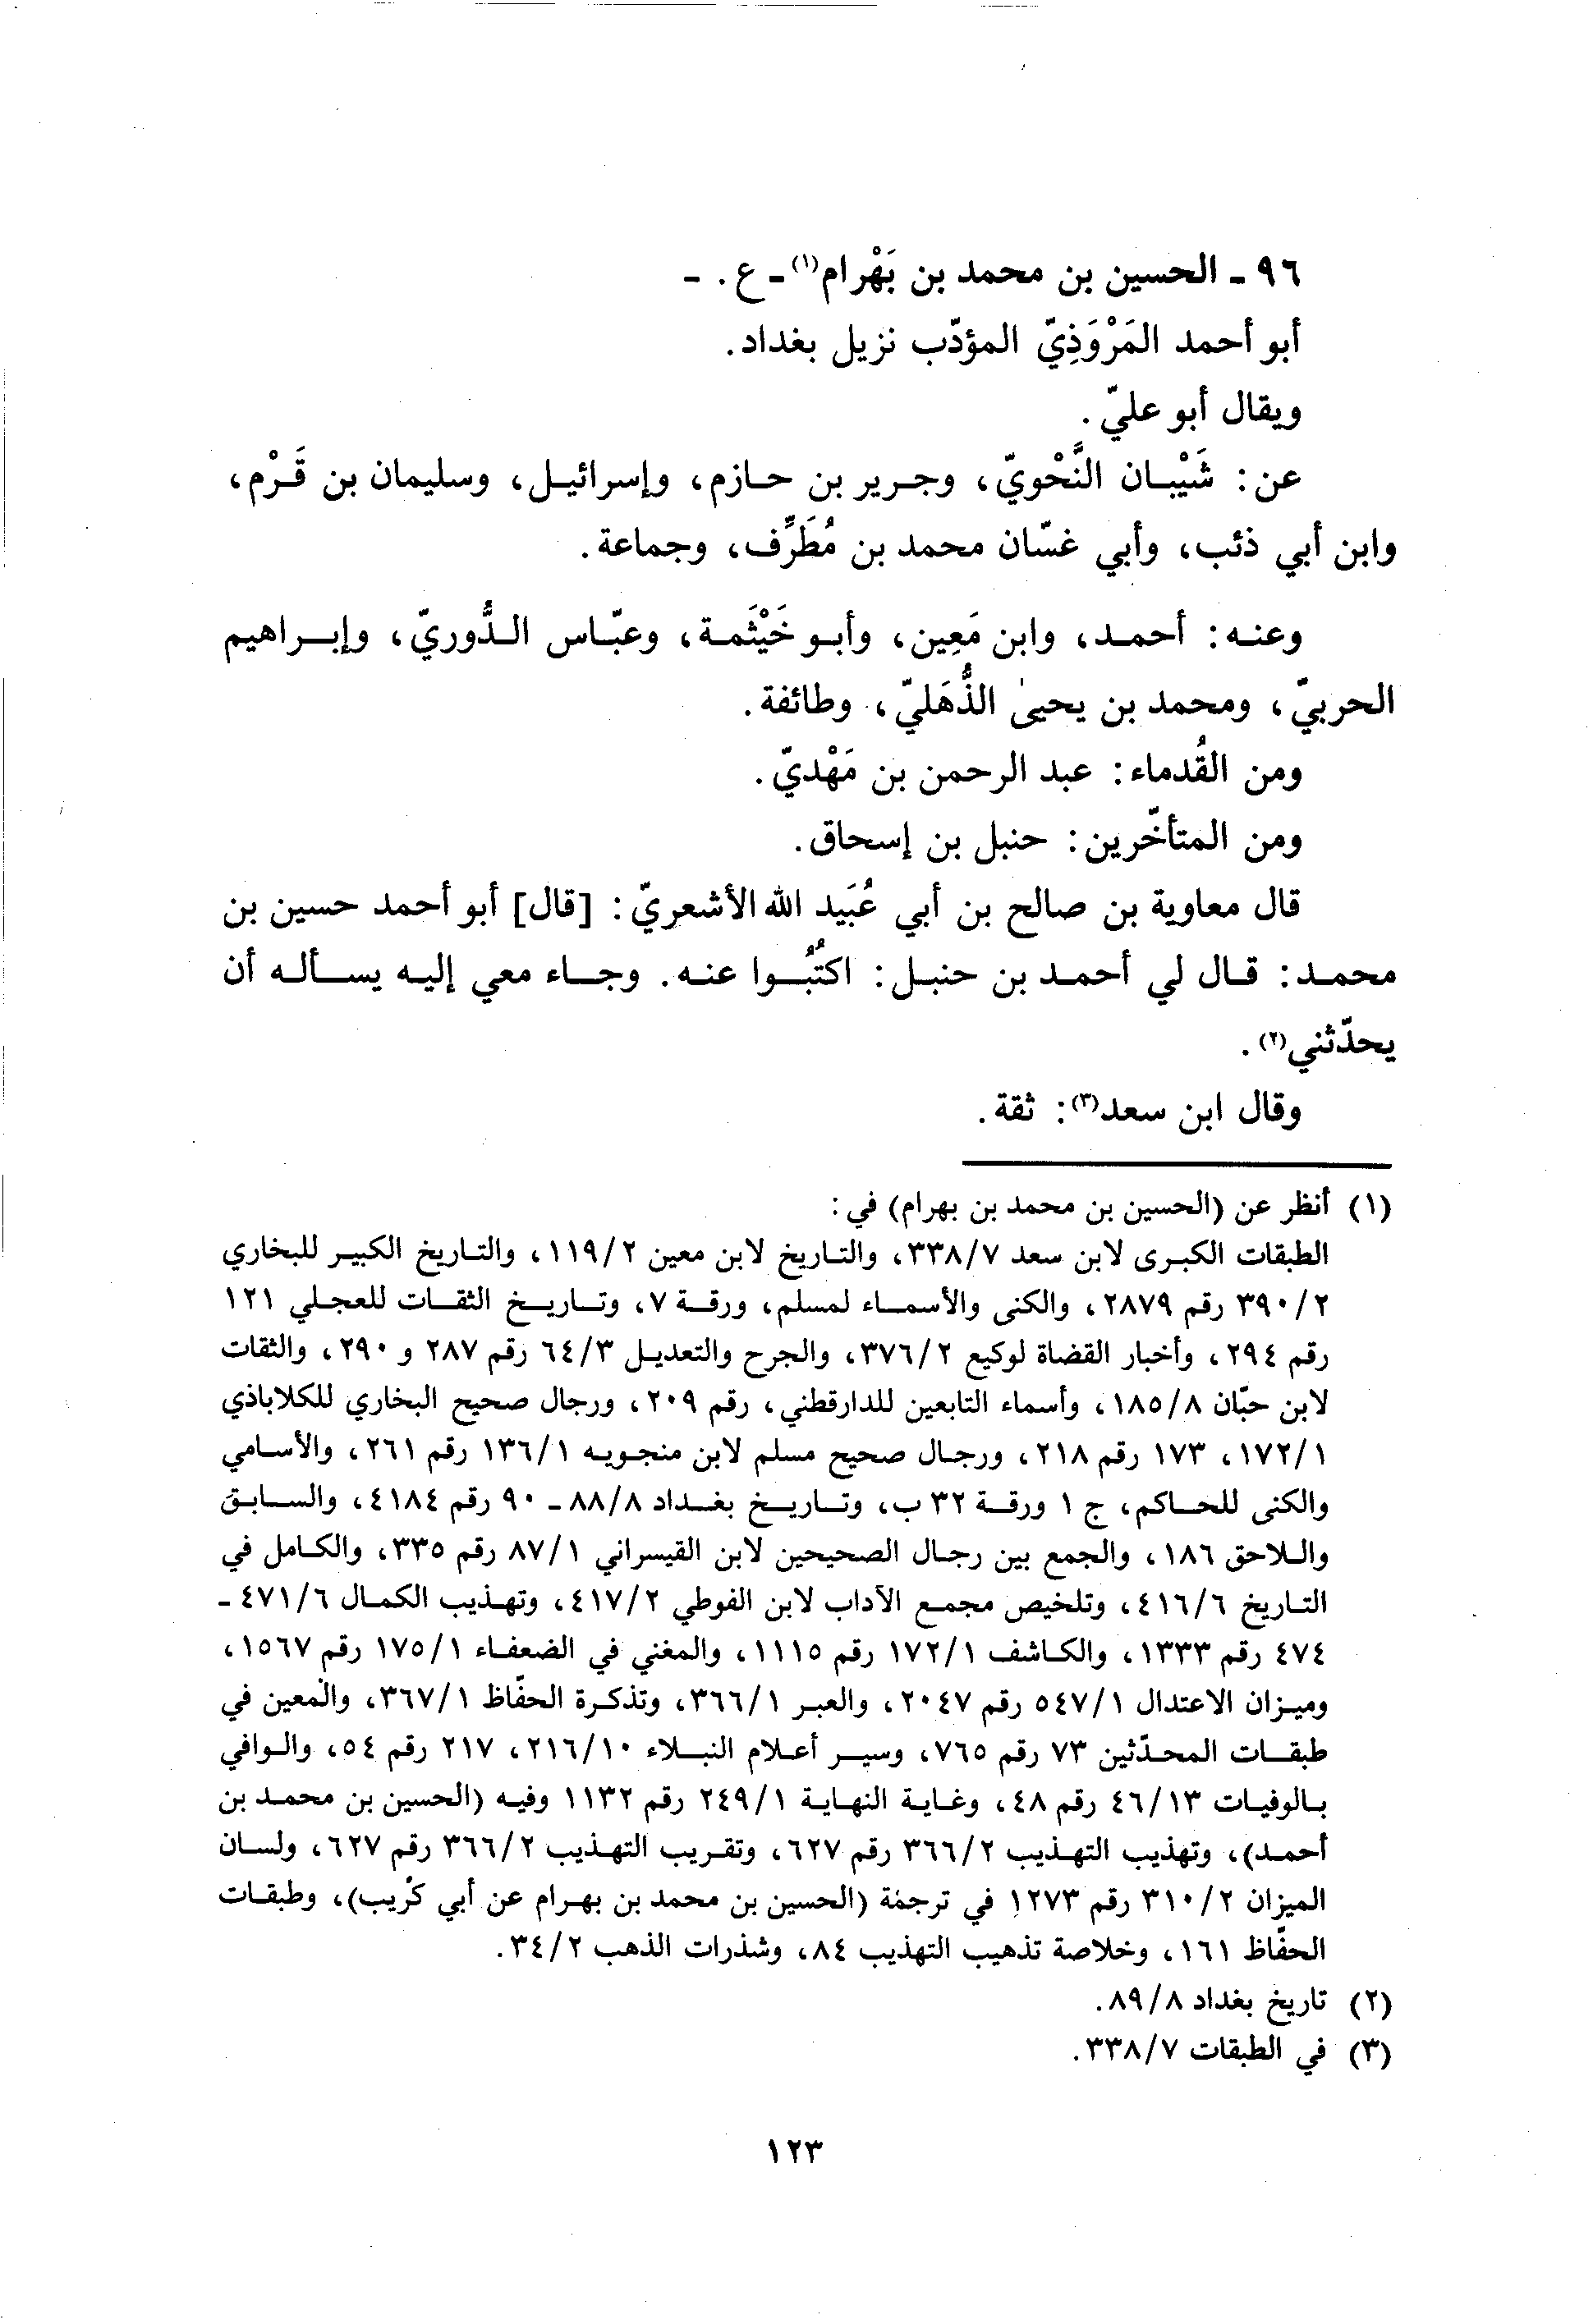 ٩٦ - الحسين بن محمد بن بَهْرام(١) - ع. -
أبو أحمد المَرْوَذِيّ المؤدّب نزيل بغداد.
ويقال أبو عليّ.
عن: شَيْبان النَّحْويّ، وجرير بن حازم، وإسرائيل، وسليمان بن قَرْم،
وابن أبي ذئب، وأبي غسّان محمد بن مُطَرِّف، وجماعة.
وعنه: أحمد، وابن مَعِين، وأبو خَيْثَمة، وعبّاس الدُّوريّ، وإبراهيم
الحربيّ، ومحمد بن يحيىٰ الذُّهَليّ، وطائفة.
ومن القُدماء: عبد الرحمن بن مَهْديّ.
ومن المتأخّرين: حنبل بن إسحاق.
قال معاوية بن صالح بن أبي عُبَيد الله الأشعريّ: [قال] أبو أحمد حسين بن
محمد: قال لي أحمد بن حنبل: اكتُبُوا عنه. وجاء معي إليه يسأله أن
يحدّثني(٢).
وقال ابن سعد(٣): ثقة.
(١) أنظر عن (الحسين بن محمد بن بهرام) في:
الطبقات الكبرى لابن سعد ٧/٣٣٨، والتاريخ لابن معين ٢/١١٩، والتاريخ الكبير للبخاري
٢/٣٩٠ رقم ٢٨٧٩، والكنى والأسماء لمسلم، ورقة ٧، وتاريخ الثقات للعجلي ١٢١
رقم ٢٩٤، وأخبار القضاة لوكيع ٢/٣٧٦، والجرح والتعديل ٣/٦٤ رقم ٢٨٧ و ٢٩٠، والثقات
لابن حبّان ٨/١٨٥، وأسماء التابعين للدارقطني، رقم ٢٠٩، ورجال صحيح البخاري للكلاباذي
١/١٧٢، ١٧٣ رقم ٢١٨، ورجال صحيح مسلم لابن منجويه ١/١٣٦ رقم ٢٦١، والأسامي
والكنى للحاكم، ج ١ ورقة ٣٢ ب، وتاريخ بغداد ٨/٨٨ - ٩٠ رقم ٤١٨٤، والسابق
واللاحق ١٨٦، والجمع بين رجال الصحيحين لابن القيسراني ١/٨٧ رقم ٣٣٥، والكامل في
التاريخ ٦/٤١٦، وتلخيص مجمع الآداب لابن الفوطي ٢/٤١٧، وتهذيب الكمال ٦/٤٧١ -
٤٧٤ رقم ١٣٣٣، والكاشف ١/١٧٢ رقم ١١١٥، والمغني في الضعفاء ١/١٧٥ رقم ١٥٦٧،
وميزان الاعتدال ١/٥٤٧ رقم ٢٠٤٧، والعبر ١/٣٦٦، وتذكرة الحفّاظ ١/٣٦٧، والمعين في
طبقات المحدّثين ٧٣ رقم ٧٦٥، وسير أعلام النبلاء ١٠/٢١٦، ٢١٧ رقم ٥٤، والوافي
بالوفيات ١٣/٤٦ رقم ٤٨، وغاية النهاية ١/٢٤٩ رقم ١١٣٢ وفيه (الحسين بن محمد بن
أحمد)، وتهذيب التهذيب ٢/٣٦٦ رقم ٦٢٧، وتقريب التهذيب ٢/٣٦٦ رقم ٦٢٧، ولسان
الميزان ٢/٣١٠ رقم ١٢٧٣ في ترجمة (الحسين بن محمد بن بهرام عن أبي كُريب)، وطبقات
الحفّاظ ١٦١، وخلاصة تذهيب التهذيب ٨٤، وشذرات الذهب ٢/٣٤.
(٢) تاريخ بغداد ٨/٨٩.
(٣) في الطبقات ٧/٣٣٨.
١٢٣